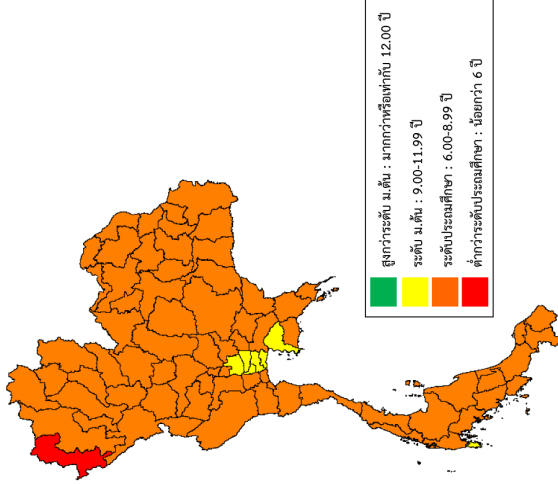 สูงกว่าระดับ ม.ต้น : มากกว่าหรือเท่ากับ 12.00 ปี
ระดับ ม.ต้น : 9.00-11.99 ปี
ระดับประถมศึกษา : 6.00-8.99 ปี
ต่ำกว่าระดับประถมศึกษา : น้อยกว่า 6 ปี